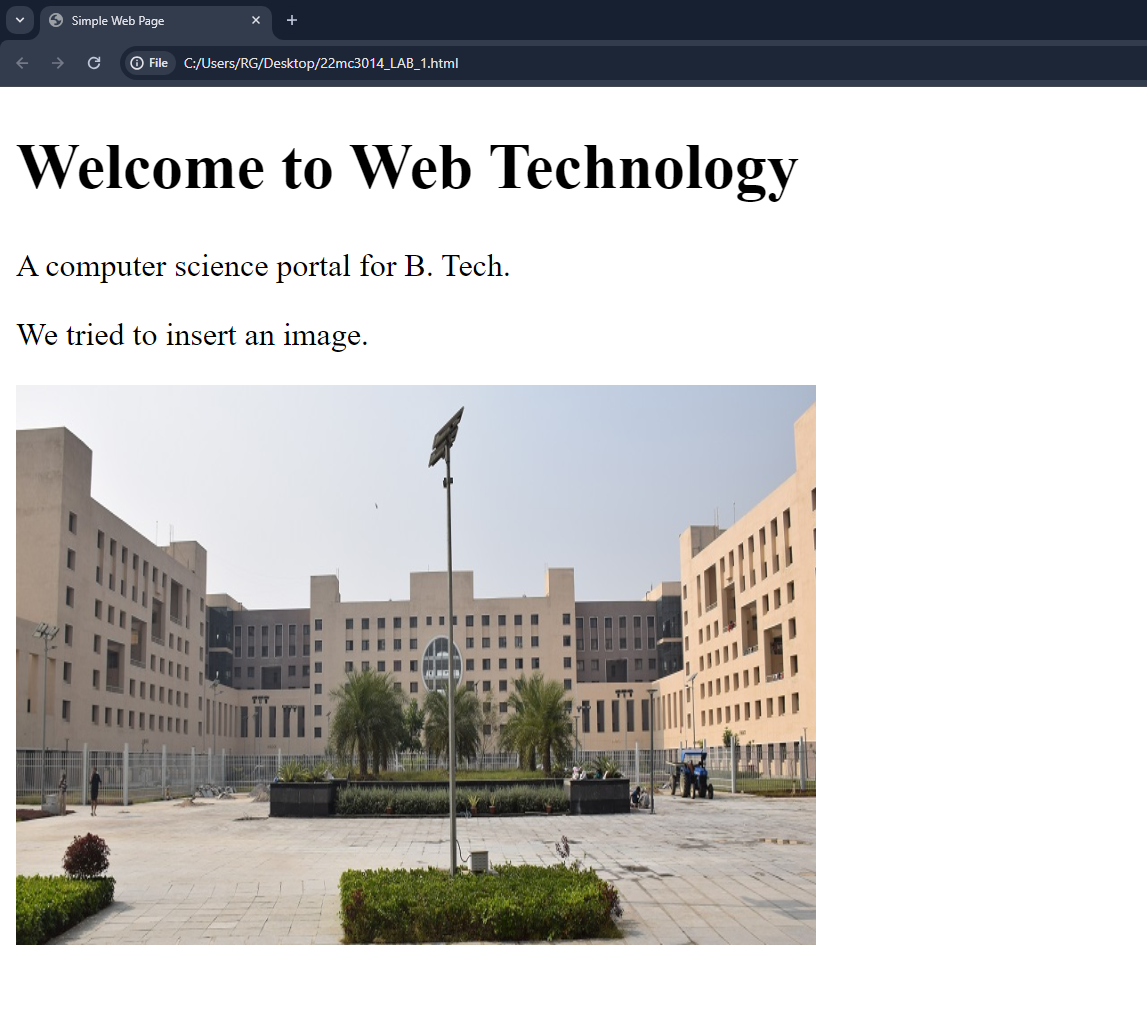 Simple Web Page
File C:/Users/RG/Desktop/22mc3014_LAB_1.html
Welcome to Web Technology
A computer science portal for B. Tech.
We tried to insert an image.